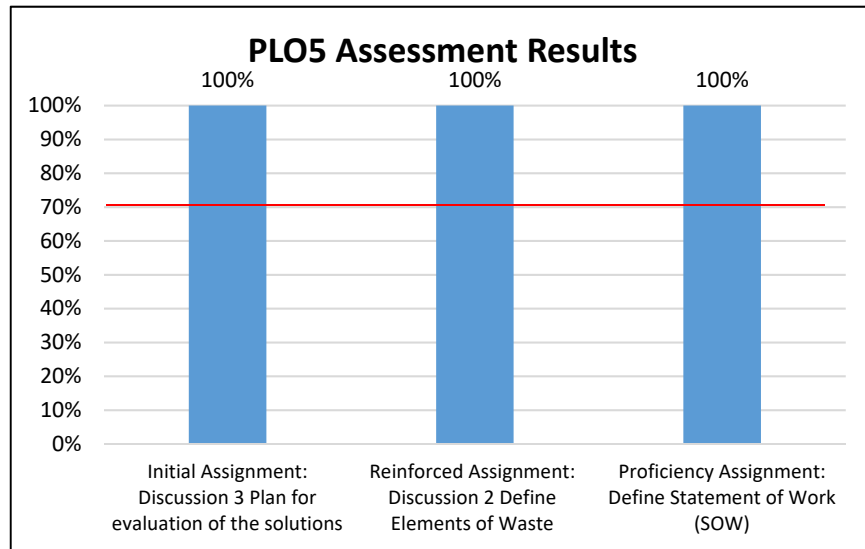 PLO5 Assessment Results
100% 100% 100%
100%
90%
80%
70%
60%
50%
40%
30%
20%
10%
0%
Initial Assignment:
Discussion 3 Plan for
evaluation of the solutions
Reinforced Assignment:
Discussion 2 Define
Elements of Waste
Proficiency Assignment:
Define Statement of Work
(SOW)